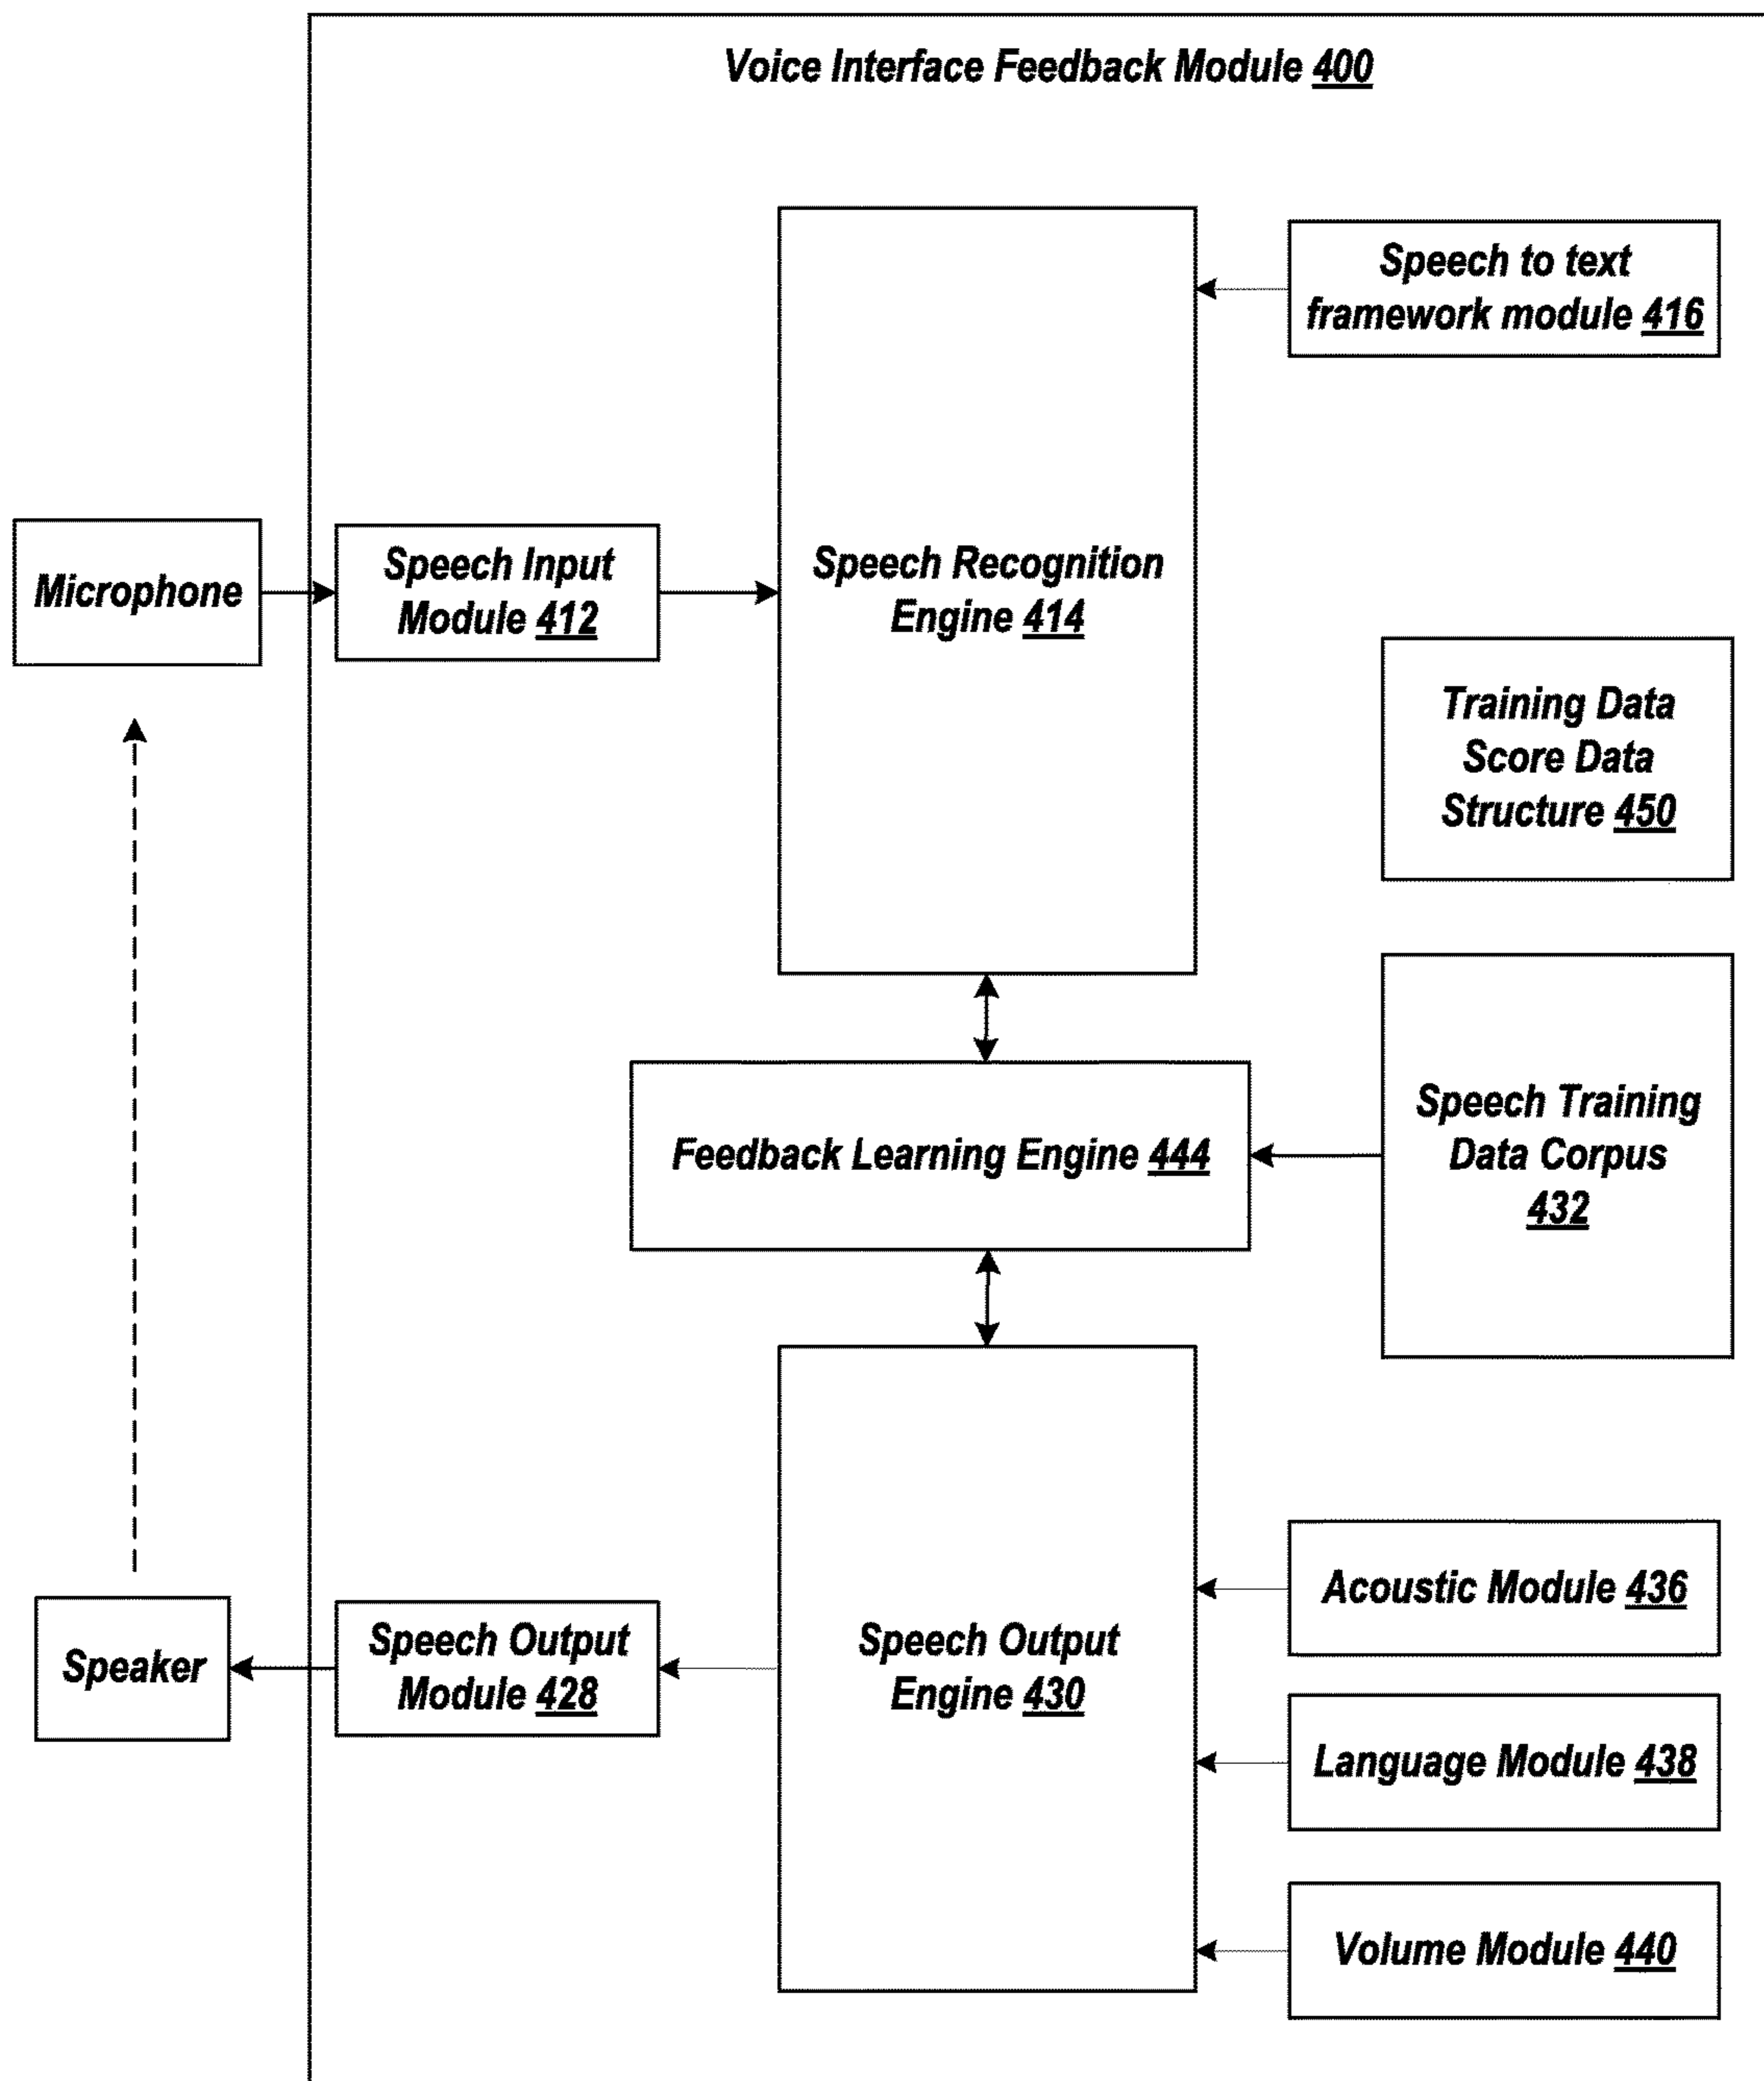 Voice Interface Feedback Module 400
Speech to text
framework module 416
Microphone
Speech Input
Module 412
Speech Recognition
Engine 414
Training Data
Score Data
Structure 450
Feedback Learning Engine 444
Speech Training
Data Corpus
432
Speaker
Speech Output
Module 428
Speech Output
Engine 430
Acoustic Module 436
Language Module 438
Volume Module 440